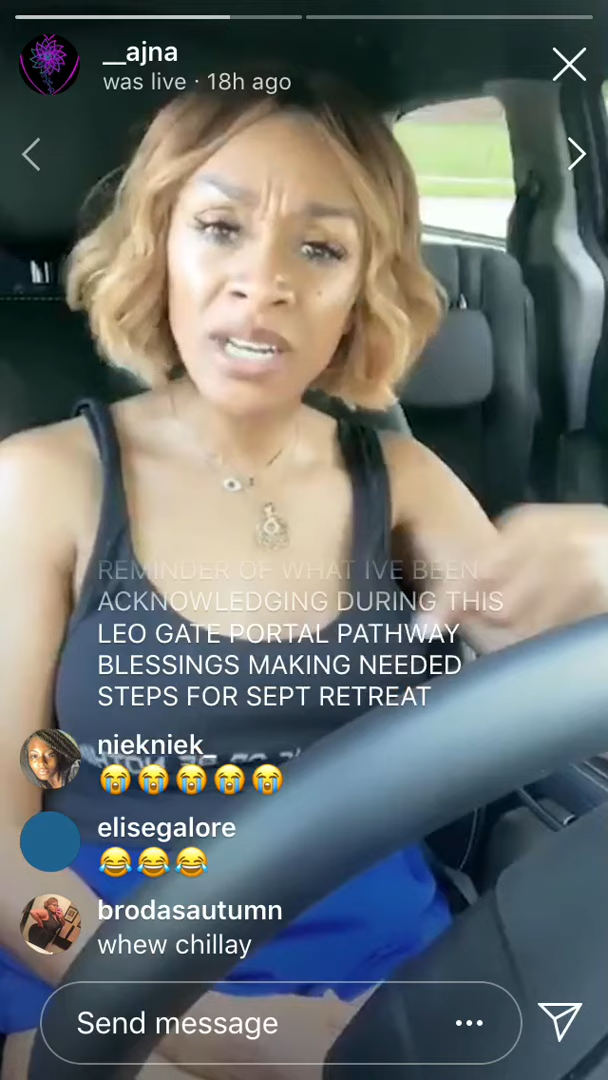 __ajna
was live · 18h ago
REMINDER OF WHAT IVE BEEN
ACKNOWLEDGING DURING THIS
LEO GATE PORTAL PATHWAY
BLESSINGS MAKING NEEDED
STEPS FOR SEPT RETREAT
niekniek
😭😭😭😭😭
elisegalore
😂😂😂
brodasautumn
whew chillay
Send message